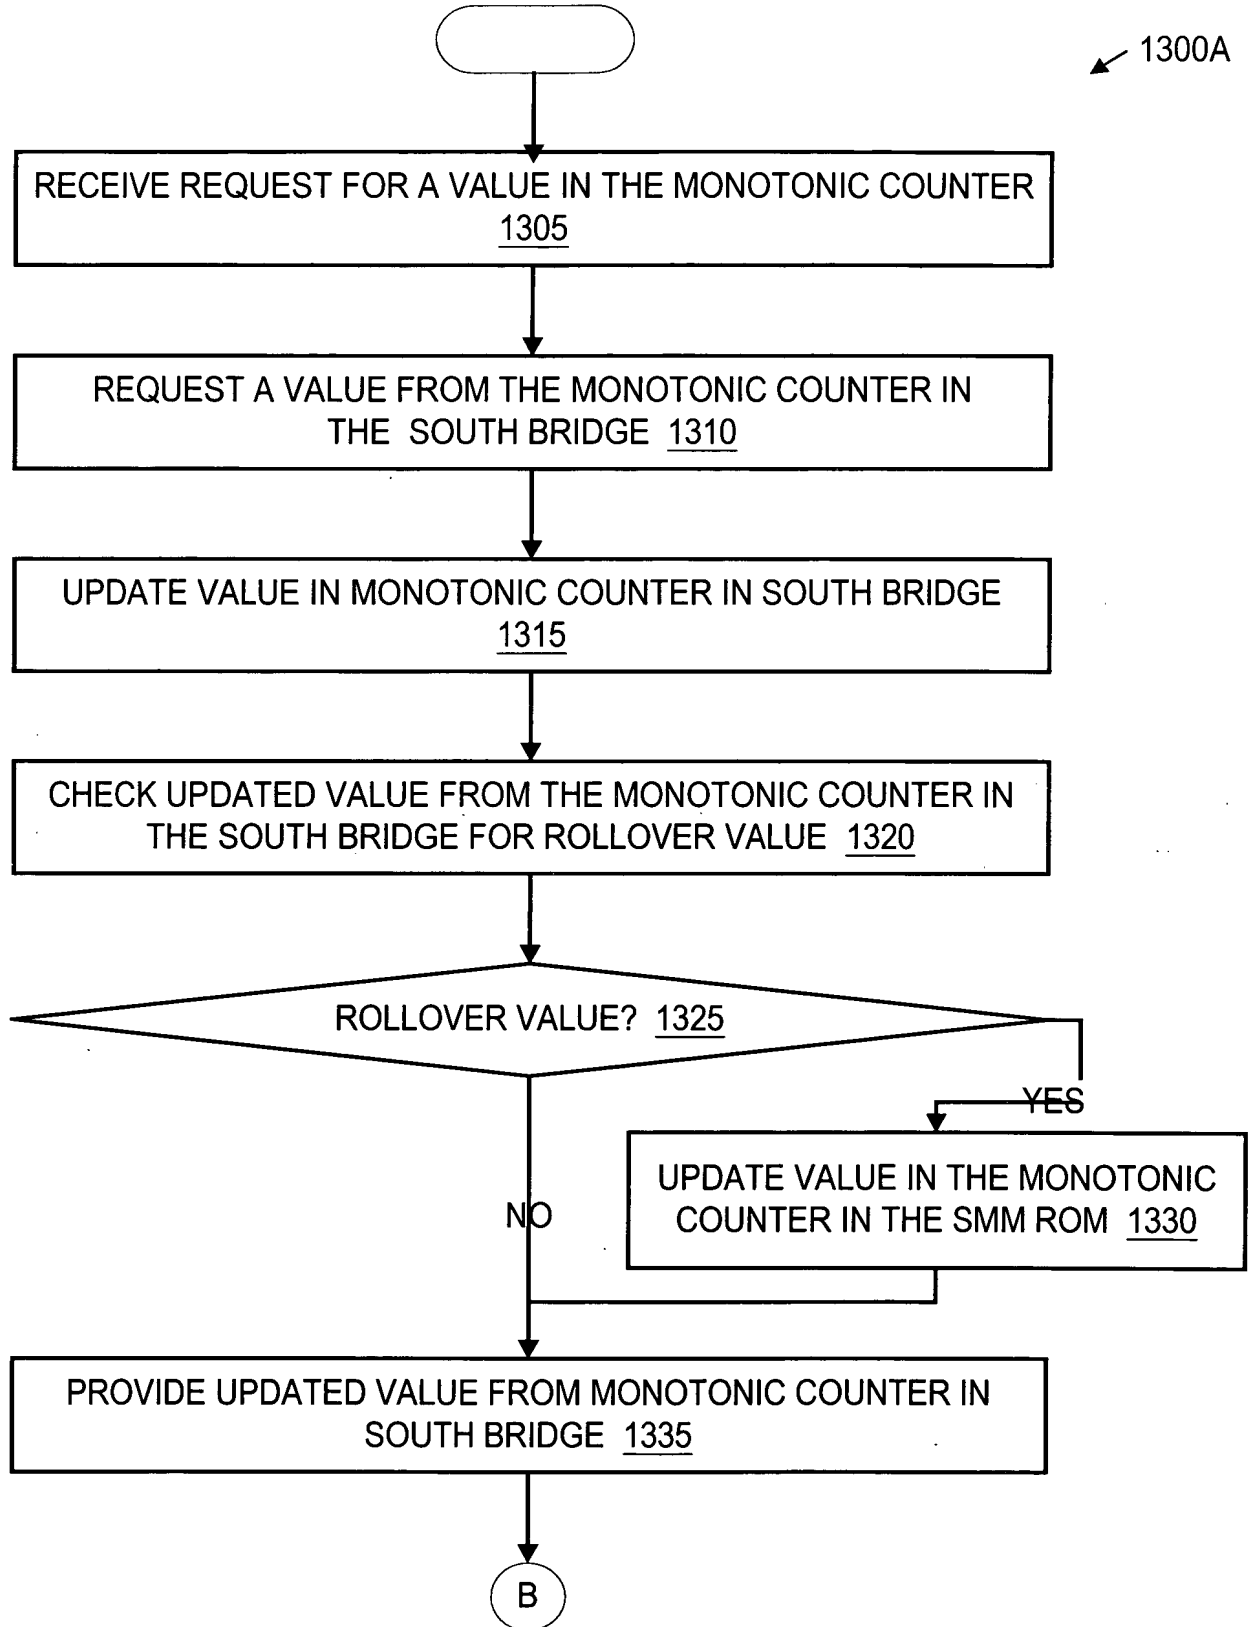 1300A
RECEIVE REQUEST FOR A VALUE IN THE MONOTONIC COUNTER
1305
REQUEST A VALUE FROM THE MONOTONIC COUNTER IN
THE SOUTH BRIDGE 1310
UPDATE VALUE IN MONOTONIC COUNTER IN SOUTH BRIDGE
1315
CHECK UPDATED VALUE FROM THE MONOTONIC COUNTER IN
THE SOUTH BRIDGE FOR ROLLOVER VALUE 1320
ROLLOVER VALUE? 1325
YES
UPDATE VALUE IN THE MONOTONIC
COUNTER IN THE SMM ROM 1330
NO
PROVIDE UPDATED VALUE FROM MONOTONIC COUNTER IN
SOUTH BRIDGE 1335
B